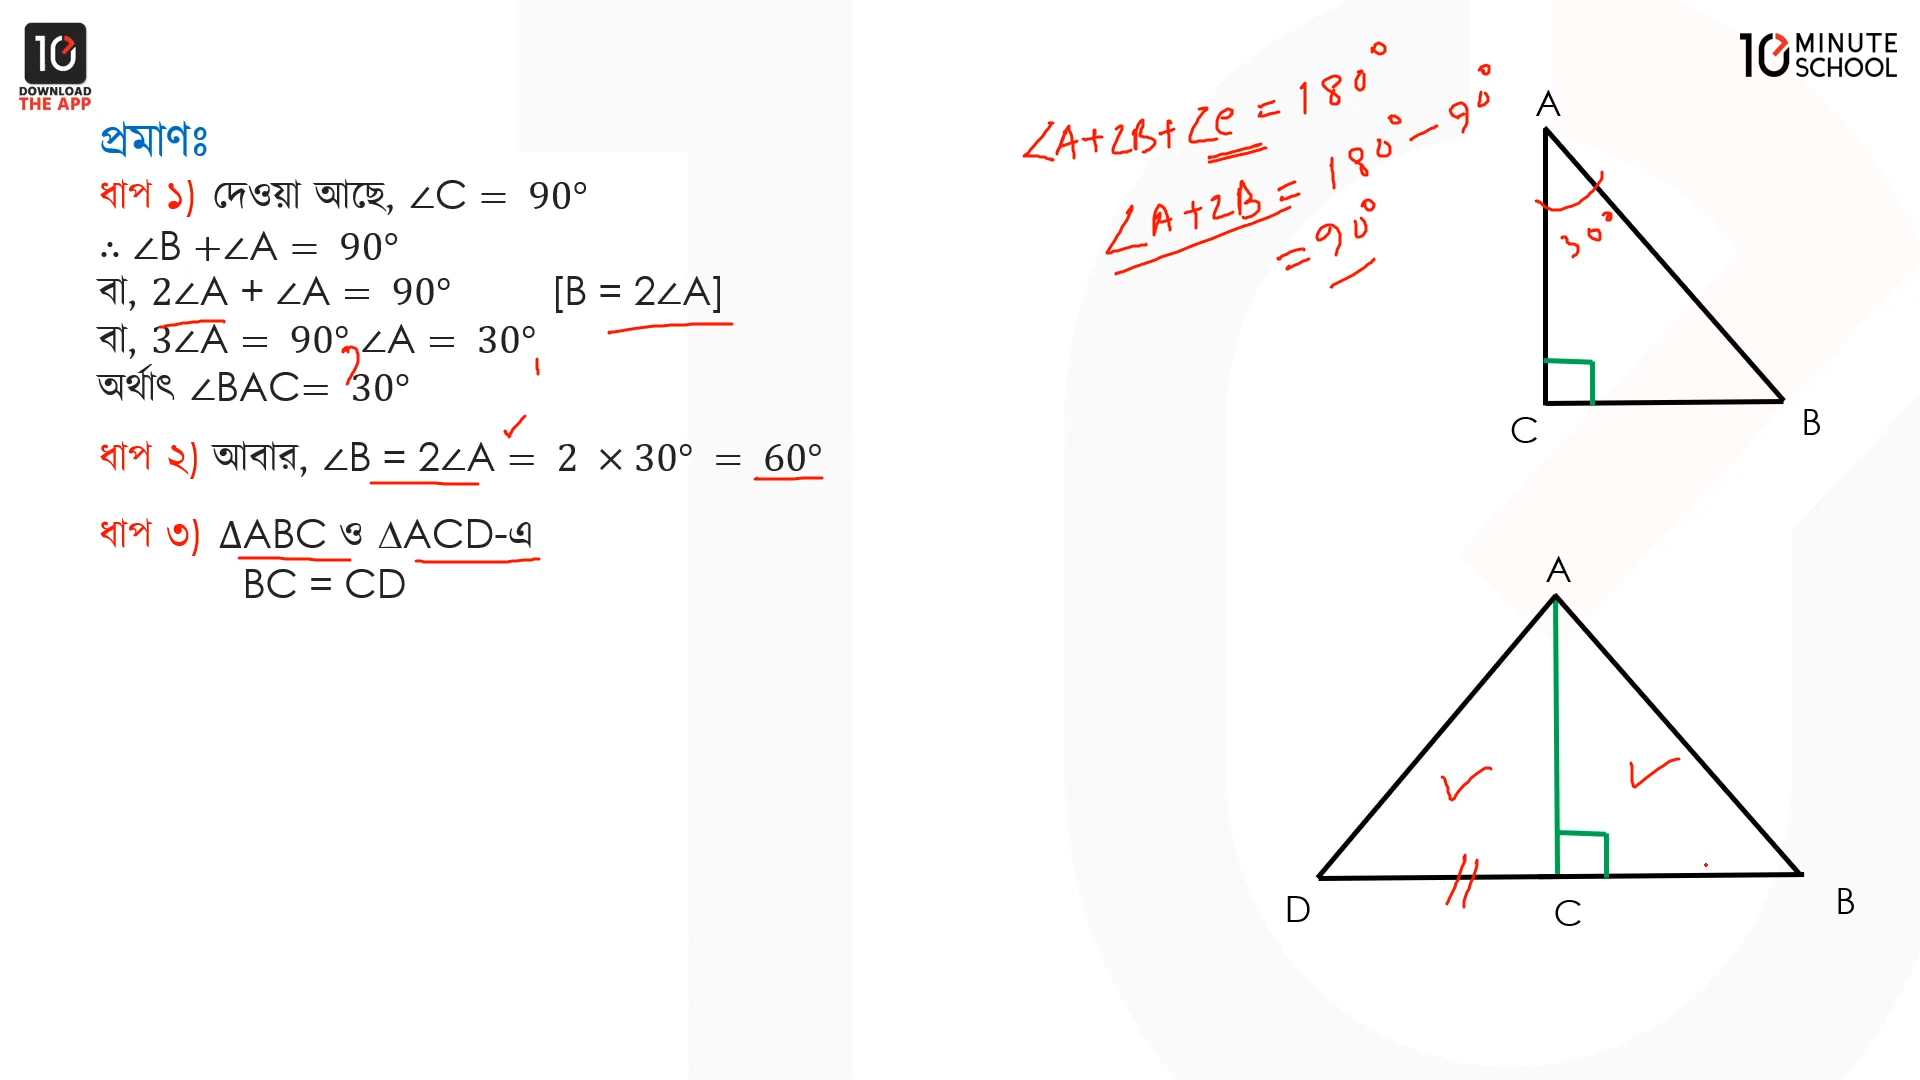 10
DOWNLOAD
THE APP
10 MINUTE
SCHOOL
প্রমাণঃ
ধাপ ১) দেওয়া আছে, ∠C = 90°
∴ ∠B +∠A = 90°
বা, 2∠A + ∠A = 90° [B = 2∠A]
বা, 3∠A = 90° ∠A = 30°
অর্থাৎ ∠BAC= 30°
ধাপ ২) আবার, ∠B = 2∠A = 2 × 30° = 60°
ধাপ ৩) ΔABC ও ΔACD-এ
BC = CD
∠A+∠B+∠C = 180°
∠A+∠B = 180° - 90°
= 90°
A
30°
C
B
A
D
C
B